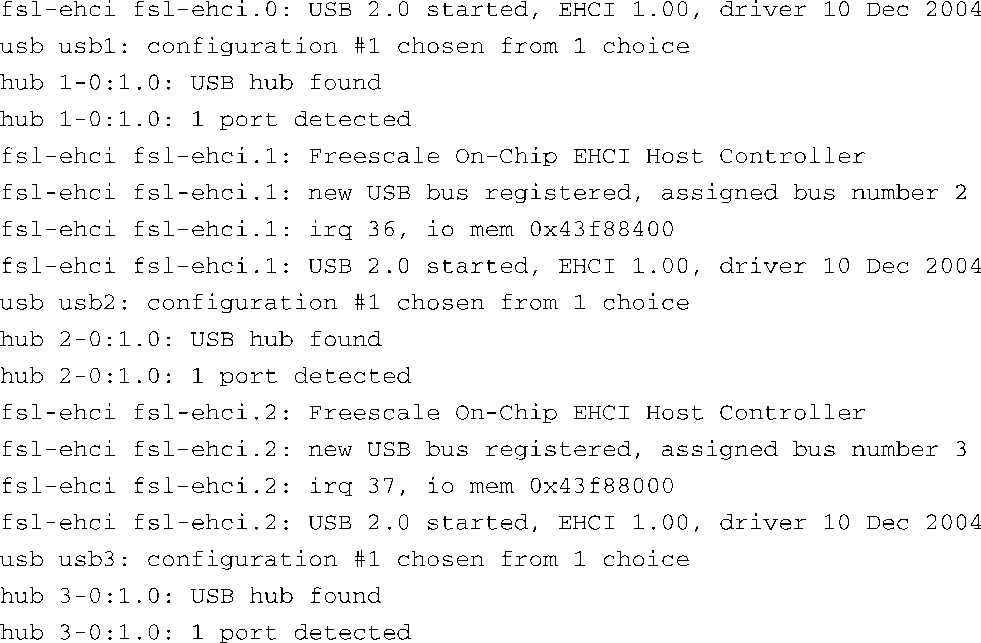 fsl-ehci fsl-ehci.0: USB 2.0 started, EHCI 1.00, driver 10 Dec 2004
usb usb1: configuration #1 chosen from 1 choice
hub 1-0:1.0: USB hub found
hub 1-0:1.0: 1 port detected
fsl-ehci fsl-ehci.1: Freescale On-Chip EHCI Host Controller
fsl-ehci fsl-ehci.1: new USB bus registered, assigned bus number 2
fsl-ehci fsl-ehci.1: irq 36, io mem 0x43f88400
fsl-ehci fsl-ehci.1: USB 2.0 started, EHCI 1.00, driver 10 Dec 2004
usb usb2: configuration #1 chosen from 1 choice
hub 2-0:1.0: USB hub found
hub 2-0:1.0: 1 port detected
fsl-ehci fsl-ehci.2: Freescale On-Chip EHCI Host Controller
fsl-ehci fsl-ehci.2: new USB bus registered, assigned bus number 3
fsl-ehci fsl-ehci.2: irq 37, io mem 0x43f88000
fsl-ehci fsl-ehci.2: USB 2.0 started, EHCI 1.00, driver 10 Dec 2004
usb usb3: configuration #1 chosen from 1 choice
hub 3-0:1.0: USB hub found
hub 3-0:1.0: 1 port detected